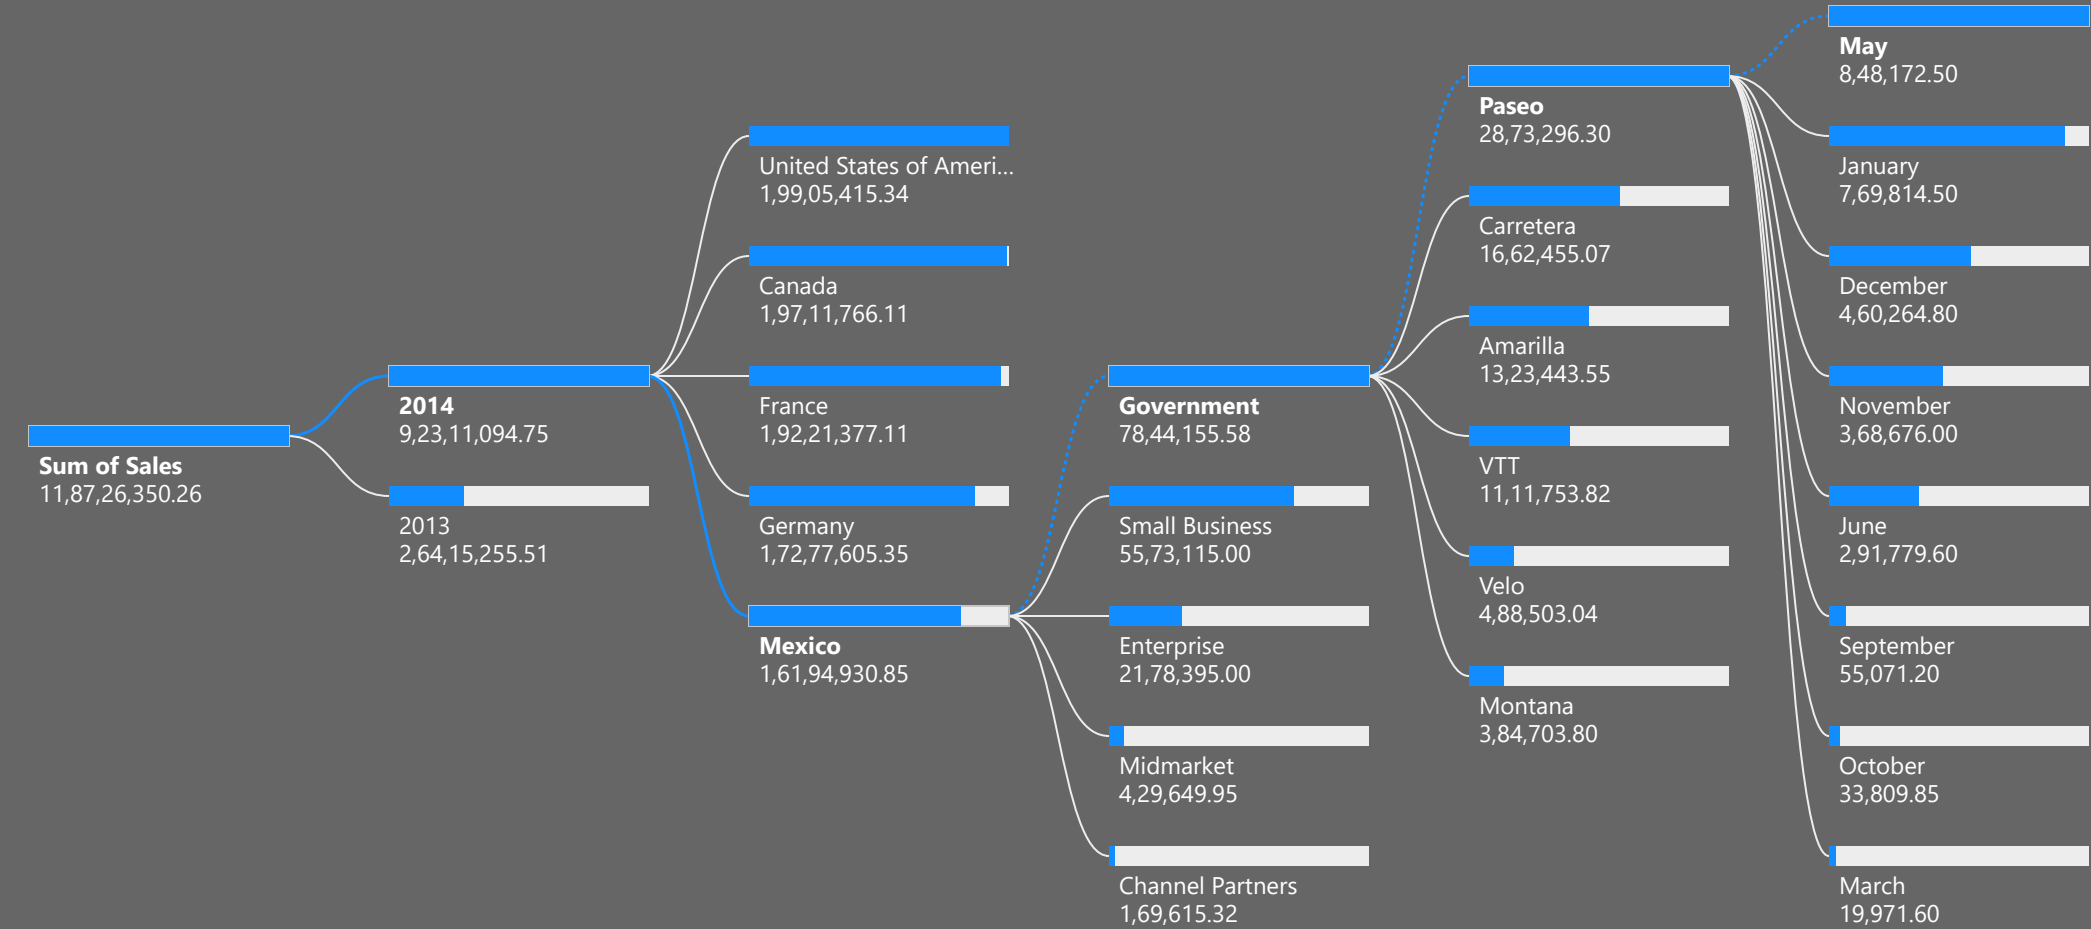 Sum of Sales
11,87,26,350.26
2014
9,23,11,094.75
2013
2,64,15,255.51
United States of Ameri...
1,99,05,415.34
Canada
1,97,11,766.11
France
1,92,21,377.11
Germany
1,72,77,605.35
Mexico
1,61,94,930.85
Government
78,44,155.58
Small Business
55,73,115.00
Enterprise
21,78,395.00
Midmarket
4,29,649.95
Channel Partners
1,69,615.32
Paseo
28,73,296.30
Carretera
16,62,455.07
Amarilla
13,23,443.55
VTT
11,11,753.82
Velo
4,88,503.04
Montana
3,84,703.80
May
8,48,172.50
January
7,69,814.50
December
4,60,264.80
November
3,68,676.00
June
2,91,779.60
September
55,071.20
October
33,809.85
March
19,971.60